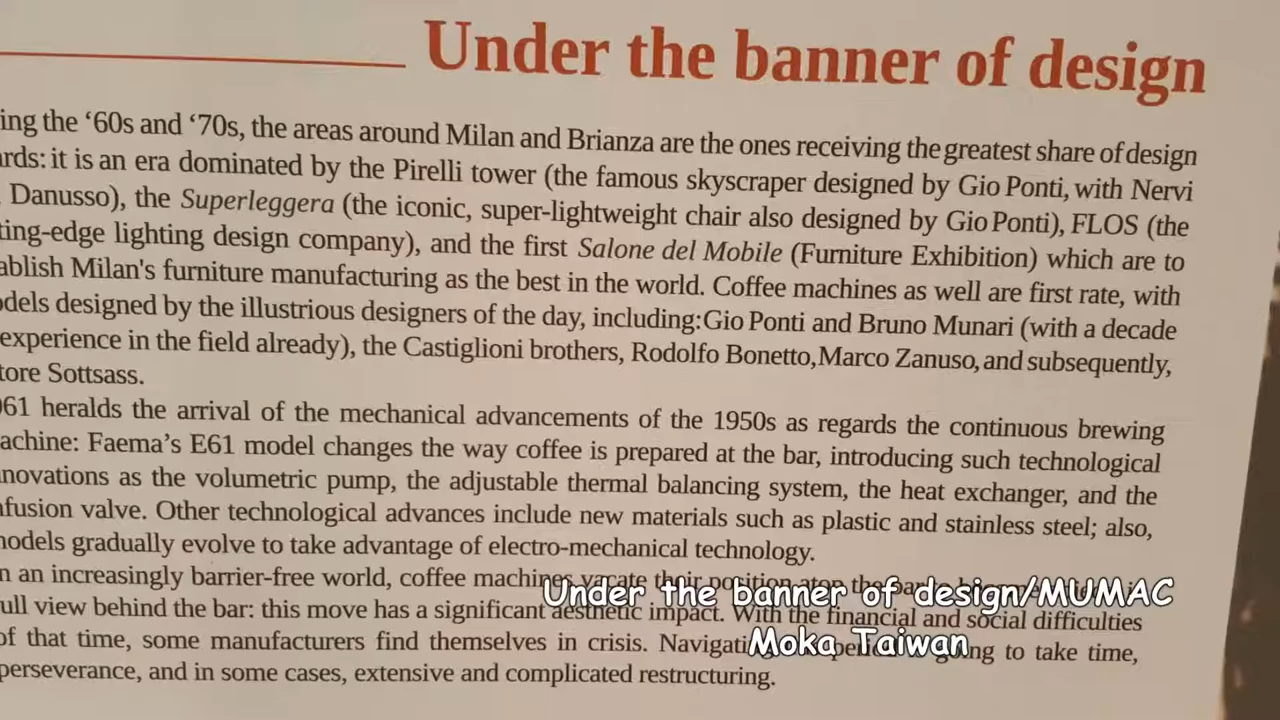 Under the banner of design
ing the ‘60s and ‘70s, the areas around Milan and Brianza are the ones receiving the greatest share of design
rds: it is an era dominated by the Pirelli tower (the famous skyscraper designed by Gio Ponti, with Nervi
Danusso), the Superleggera (the iconic, super-lightweight chair also designed by Gio Ponti), FLOS (the
ting-edge lighting design company), and the first Salone del Mobile (Furniture Exhibition) which are to
ablish Milan's furniture manufacturing as the best in the world. Coffee machines as well are first rate, with
odels designed by the illustrious designers of the day, including:Gio Ponti and Bruno Munari (with a decade
experience in the field already), the Castiglioni brothers, Rodolfo Bonetto,Marco Zanuso, and subsequently,
tore Sottsass.
961 heralds the arrival of the mechanical advancements of the 1950s as regards the continuous brewing
achine: Faema’s E61 model changes the way coffee is prepared at the bar, introducing such technological
nnovations as the volumetric pump, the adjustable thermal balancing system, the heat exchanger, and the
nfusion valve. Other technological advances include new materials such as plastic and stainless steel; also,
models gradually evolve to take advantage of electro-mechanical technology.
n an increasingly barrier-free world, coffee machines vacate their position atop the
ull view behind the bar: this move has a significant aesthetic impact. With the financial and social difficulties
of that time, some manufacturers find themselves in crisis. to take time,
perseverance, and in some cases, extensive and complicated restructuring.
Under the banner of design/MUMAC
Moka Taiwan